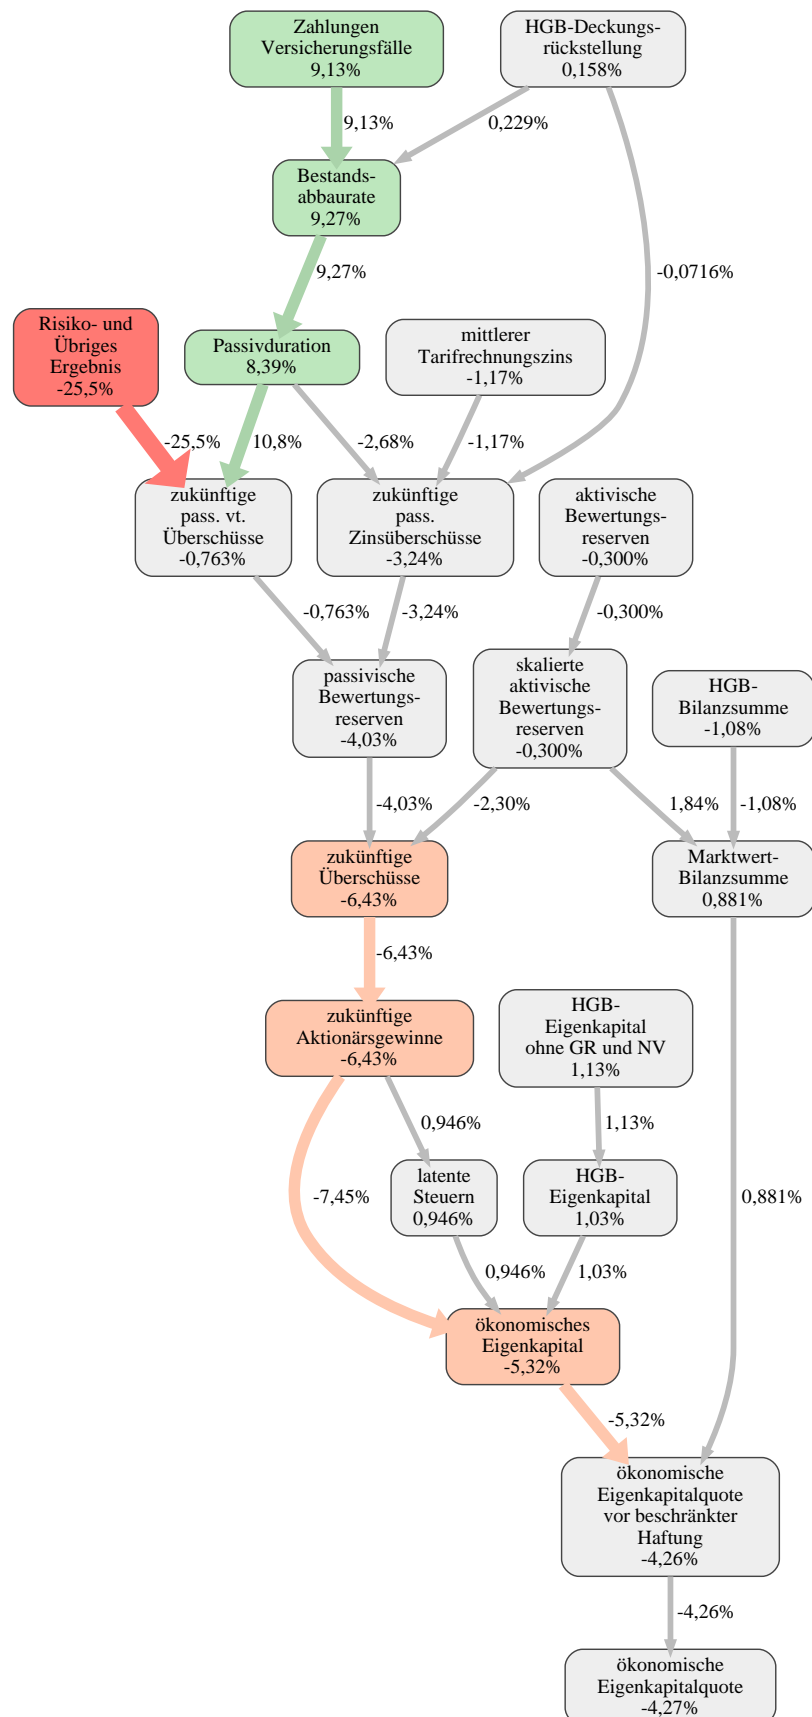 Zahlungen
Versicherungsfälle
9,13%
HGB-Deckungs-
rückstellung
0,158%
9,13%
0,229%
Bestands-
abbaurate
9,27%
9,27%
-0,0716%
Risiko- und
Übriges
Ergebnis
-25,5%
Passivduration
8,39%
mittlerer
Tarifrechnungszins
-1,17%
-25,5%
10,8%
-2,68%
-1,17%
zukünftige
pass. vt.
Überschüsse
-0,763%
zukünftige
pass.
Zinsüberschüsse
-3,24%
aktivische
Bewertungs-
reserven
-0,300%
-0,763%
-3,24%
-0,300%
passivische
Bewertungs-
reserven
-4,03%
skalierte
aktivische
Bewertungs-
reserven
-0,300%
HGB-
Bilanzsumme
-1,08%
-4,03%
-2,30%
1,84%
-1,08%
zukünftige
Überschüsse
-6,43%
Marktwert-
Bilanzsumme
0,881%
-6,43%
zukünftige
Aktionärsgewinne
-6,43%
HGB-
Eigenkapital
ohne GR und NV
1,13%
0,946%
1,13%
-7,45%
latente
Steuern
0,946%
HGB-
Eigenkapital
1,03%
0,881%
0,946%
1,03%
ökonomisches
Eigenkapital
-5,32%
-5,32%
ökonomische
Eigenkapitalquote
vor beschränkter
Haftung
-4,26%
-4,26%
ökonomische
Eigenkapitalquote
-4,27%